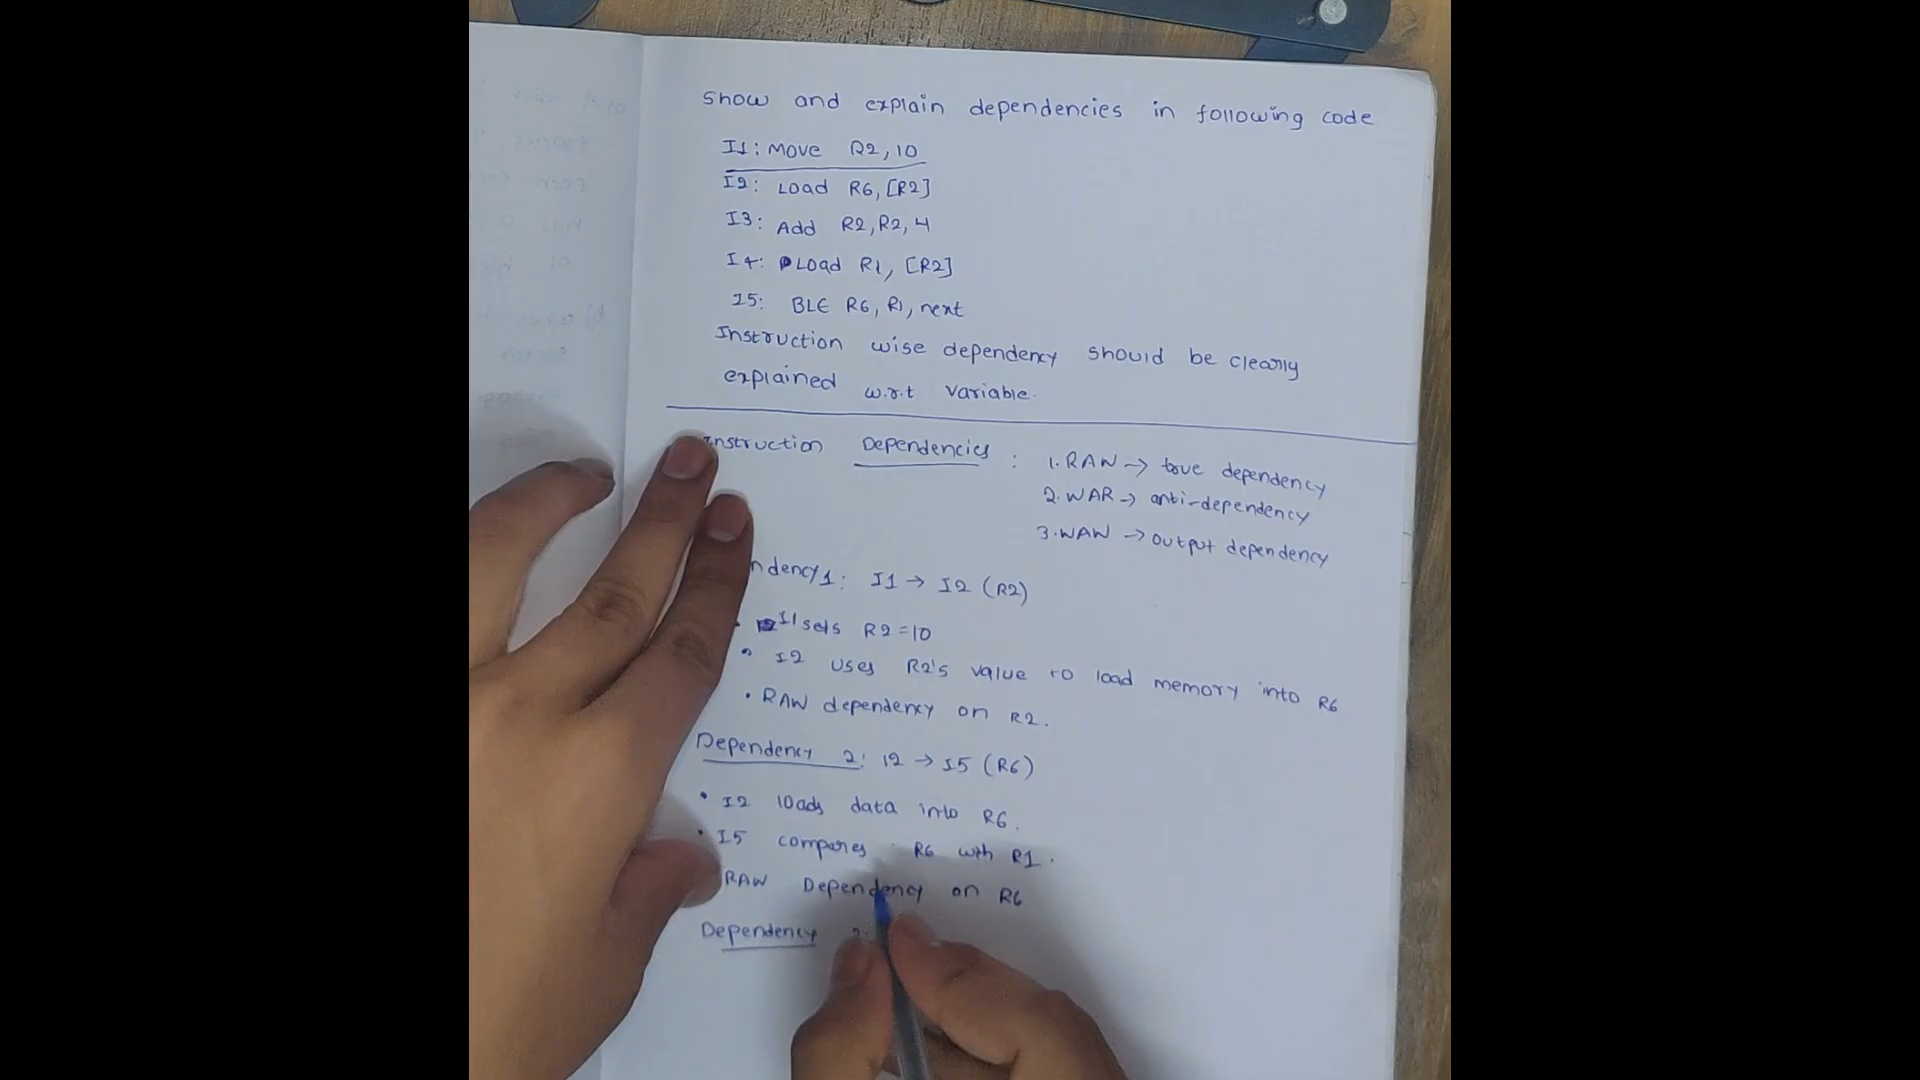 Show and explain dependencies in following code
I1: Move R2, 10
I2: Load R6, [R2]
I3: Add R2, R2, 4
I4: Load R1, [R2]
I5: BLE R6, R1, next
Instruction wise dependency should be clearly
explained w.r.t variable.
Instruction Dependencies :
1. RAW → true dependency
2. WAR → anti-dependency
3. WAW → output dependency
ndency 1: I1 → I2 (R2)
• I1 sets R2 = 10
• I2 uses R2's value to load memory into R6
• RAW dependency on R2.
Dependency 2: I2 → I5 (R6)
• I2 loads data into R6.
• I5 compares R6 with R1.
RAW Dependency on R6
Dependency